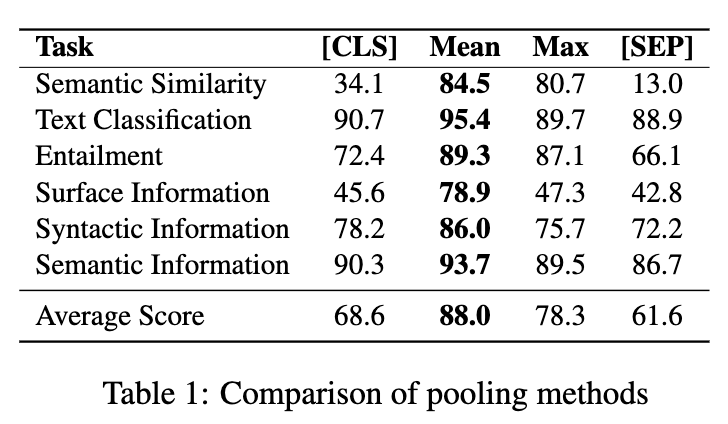 Task [CLS] Mean Max [SEP]
Semantic Similarity 34.1 84.5 80.7 13.0
Text Classification 90.7 95.4 89.7 88.9
Entailment 72.4 89.3 87.1 66.1
Surface Information 45.6 78.9 47.3 42.8
Syntactic Information 78.2 86.0 75.7 72.2
Semantic Information 90.3 93.7 89.5 86.7
Average Score 68.6 88.0 78.3 61.6
Table 1: Comparison of pooling methods